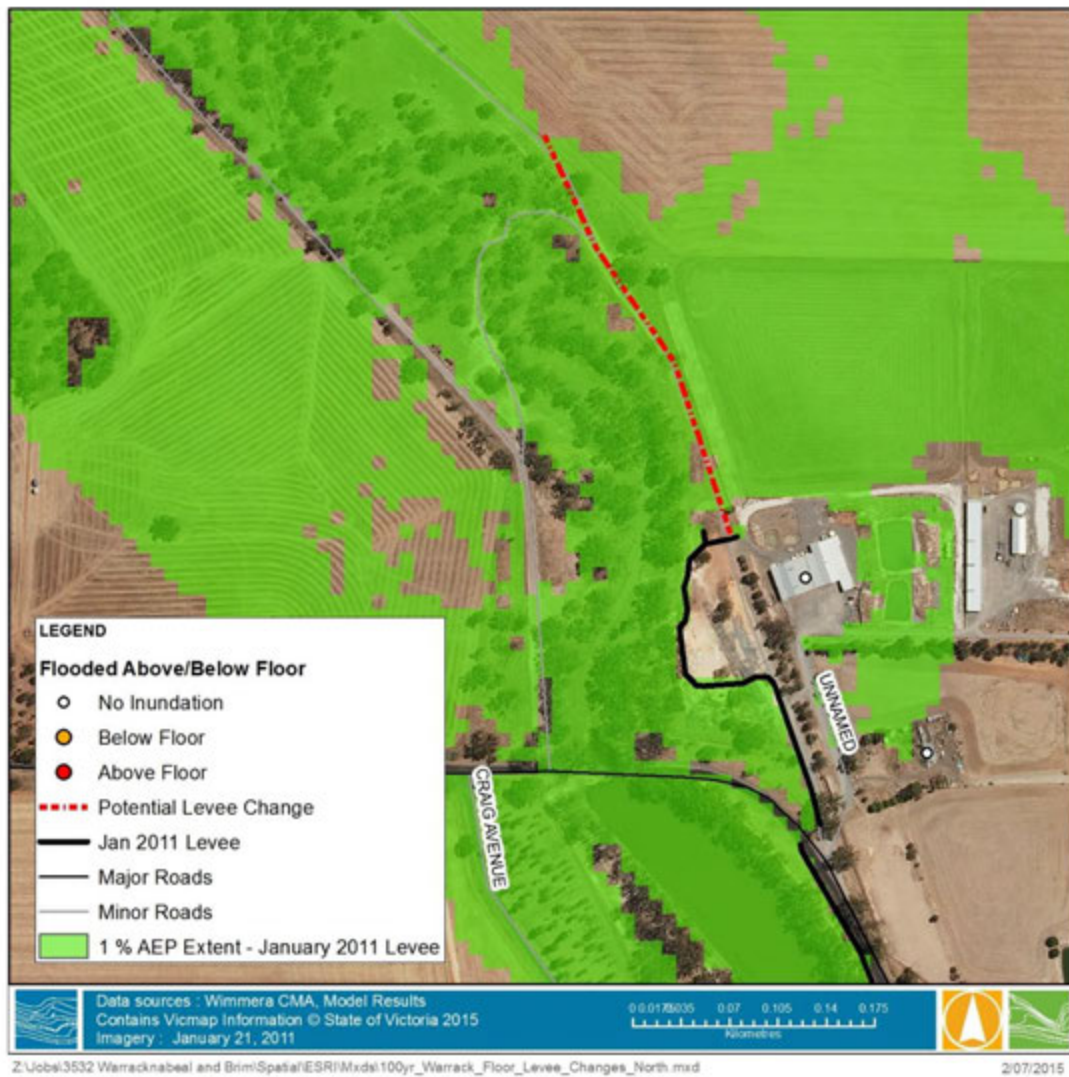 UNNAMED
CRAIG AVENUE
LEGEND
Flooded Above/Below Floor
No Inundation
Below Floor
Above Floor
Potential Levee Change
Jan 2011 Levee
Major Roads
Minor Roads
1 % AEP Extent - January 2011 Levee
Data sources : Wimmera CMA, Model Results
Contains Vicmap Information © State of Victoria 2015
Imagery : January 21, 2011
0.07 0.105 0.14 0.175
Kilometres
Z:\Jobs\3532 Warracknabeal and Brim\Spatial\ESRI\Mxds\100yr_Warrack_Floor_Levee_Changes_North.mxd
2/07/2015